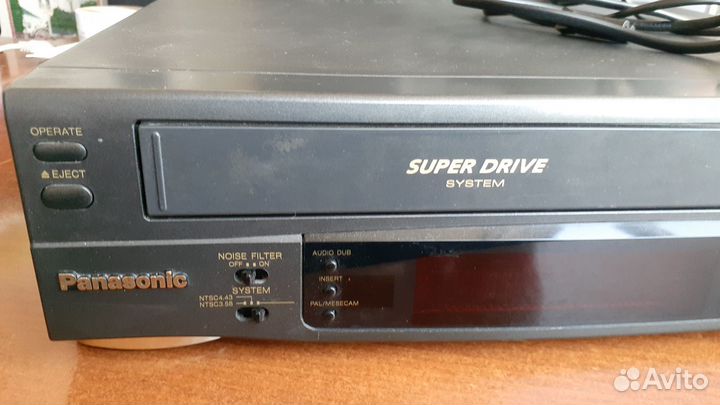 OPERATE
⏏EJECT
SUPER DRIVE
SYSTEM
Panasonic
NOISE FILTER
OFF ON
SYSTEM
NTSC4.43
NTSC3.58
AUDIO DUB
INSERT
PAL/MESECAM
Avito